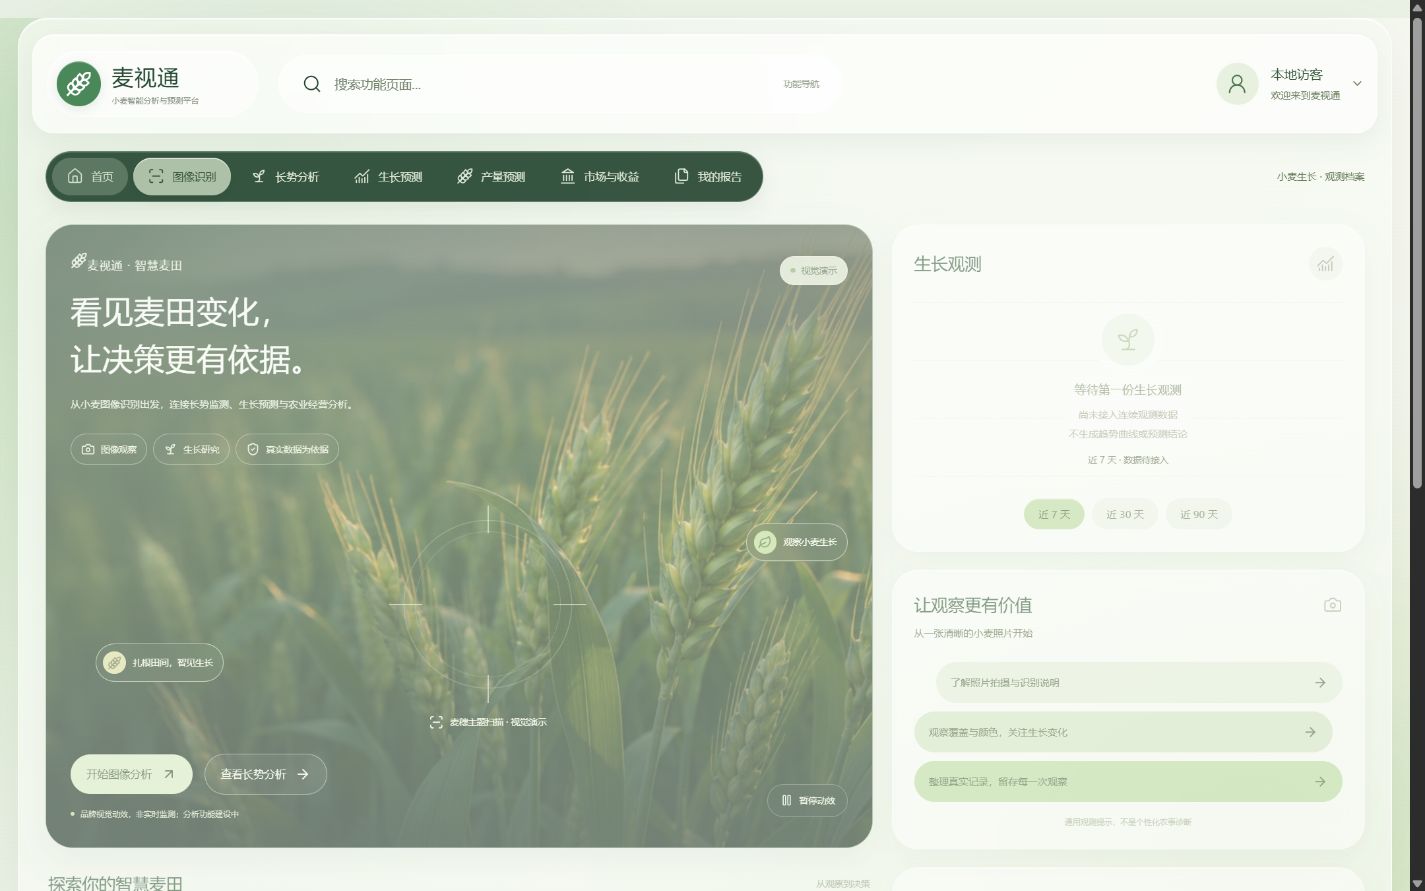 麦视通
小麦智能分析与预测平台
搜索功能页面...
功能导航
本地访客
欢迎来到麦视通
首页
图像识别
长势分析
生长预测
产量预测
市场与收益
我的报告
小麦生长 · 观测档案
麦视通 · 智慧麦田
视觉演示
看见麦田变化，
让决策更有依据。
从小麦图像识别出发，连接长势监测、生长预测与农业经营分析。
图像观察
生长研究
真实数据为依据
观察小麦生长
扎根田间，智见生长
麦穗主题扫描 · 视觉演示
开始图像分析
查看长势分析
暂停动效
品牌视觉动效，非实时监测；分析功能建设中
生长观测
等待第一份生长观测
尚未接入连续观测数据
不生成趋势曲线或预测结论
近 7 天 · 数据待接入
近 7 天
近 30 天
近 90 天
让观察更有价值
从一张清晰的小麦照片开始
了解照片拍摄与识别说明
观察覆盖与颜色，关注生长变化
整理真实记录，留存每一次观察
通用观测提示，不是个性化农事诊断
探索你的智慧麦田
从观察到决策